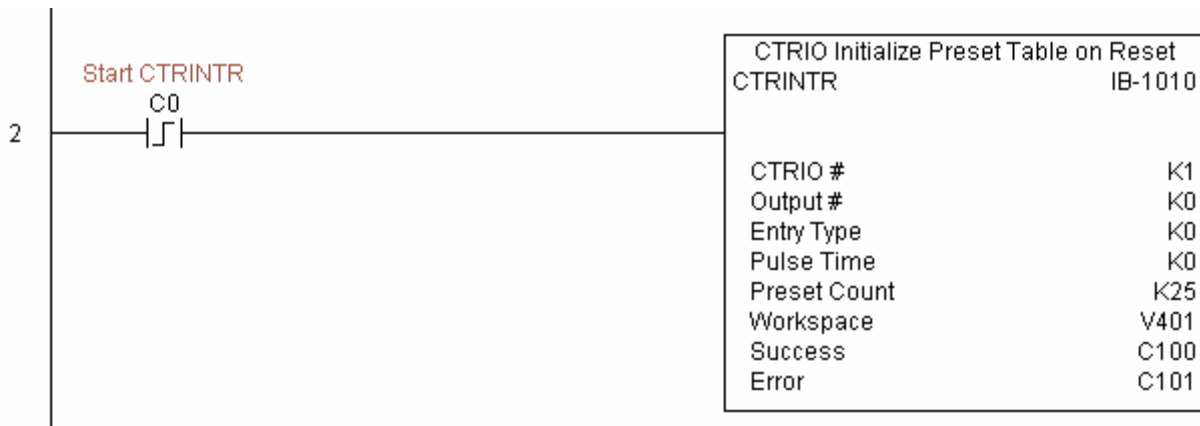 CTRIO Initialize Preset Table on Reset
CTRINTR IB-1010
Start CTRINTR
C0
2
CTRIO # K1
Output # K0
Entry Type K0
Pulse Time K0
Preset Count K25
Workspace V401
Success C100
Error C101